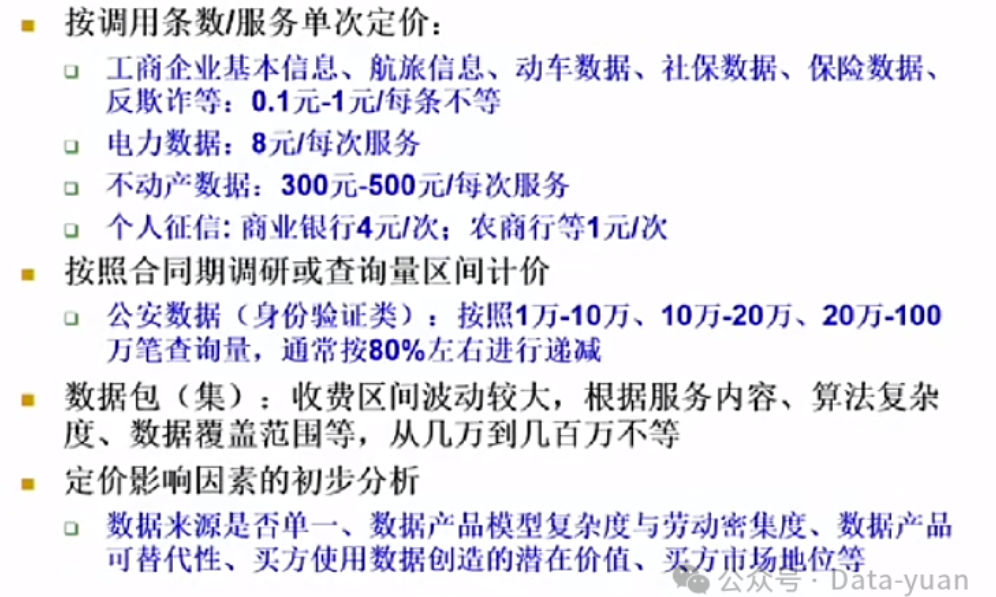 按调用条数/服务单次定价：
工商企业基本信息、航旅信息、动车数据、社保数据、保险数据、
反欺诈等：0.1元-1元/每条不等
电力数据：8元/每次服务
不动产数据：300元-500元/每次服务
个人征信: 商业银行4元/次；农商行等1元/次
按照合同期调研或查询量区间计价
公安数据（身份验证类）：按照1万-10万、10万-20万、20万-100
万笔查询量，通常按80%左右进行递减
数据包（集）：收费区间波动较大，根据服务内容、算法复杂
度、数据覆盖范围等，从几万到几百万不等
定价影响因素的初步分析
数据来源是否单一、数据产品模型复杂度与劳动密集度、数据产品
可替代性、买方使用数据创造的潜在价值、买方市场地位等
公众号 · Data-yuan